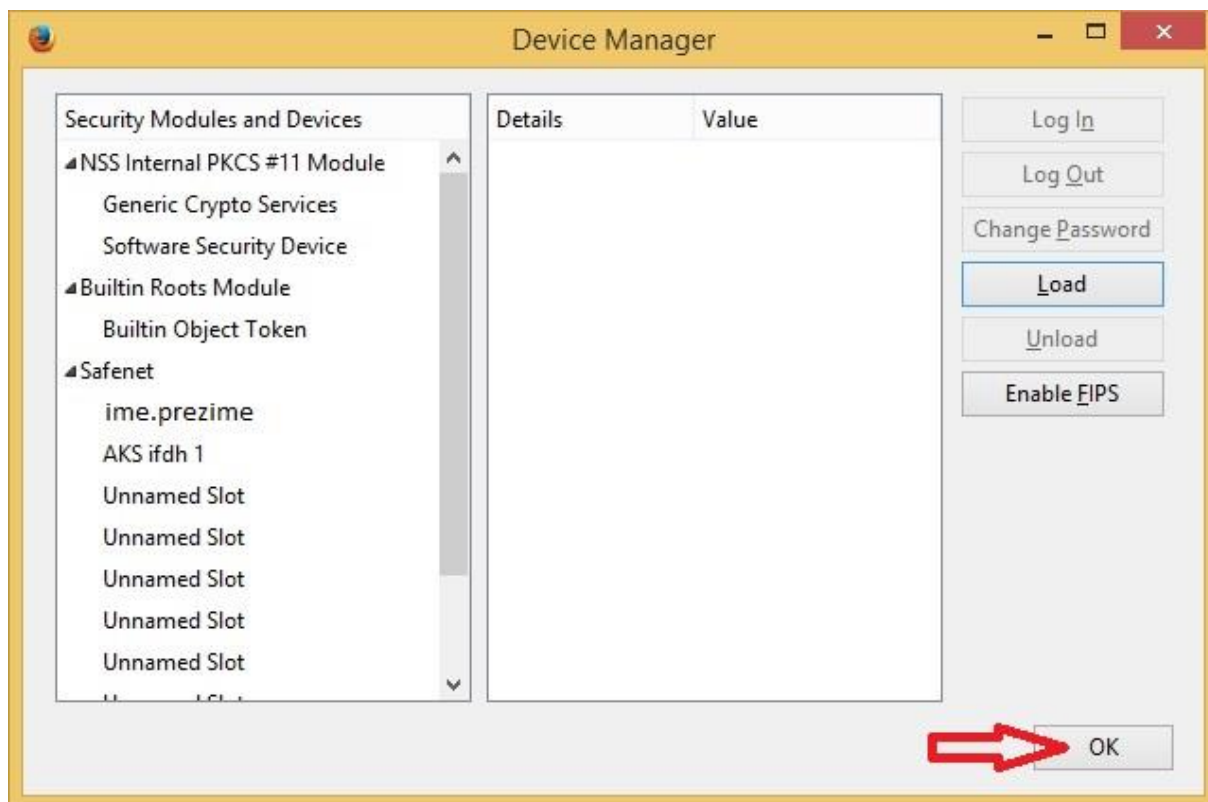 Device Manager
Security Modules and Devices
NSS Internal PKCS #11 Module
Generic Crypto Services
Software Security Device
Builtin Roots Module
Builtin Object Token
Safenet
ime.prezime
AKS ifdh 1
Unnamed Slot
Unnamed Slot
Unnamed Slot
Unnamed Slot
Unnamed Slot
Details Value
Log In
Log Out
Change Password
Load
Unload
Enable FIPS
OK